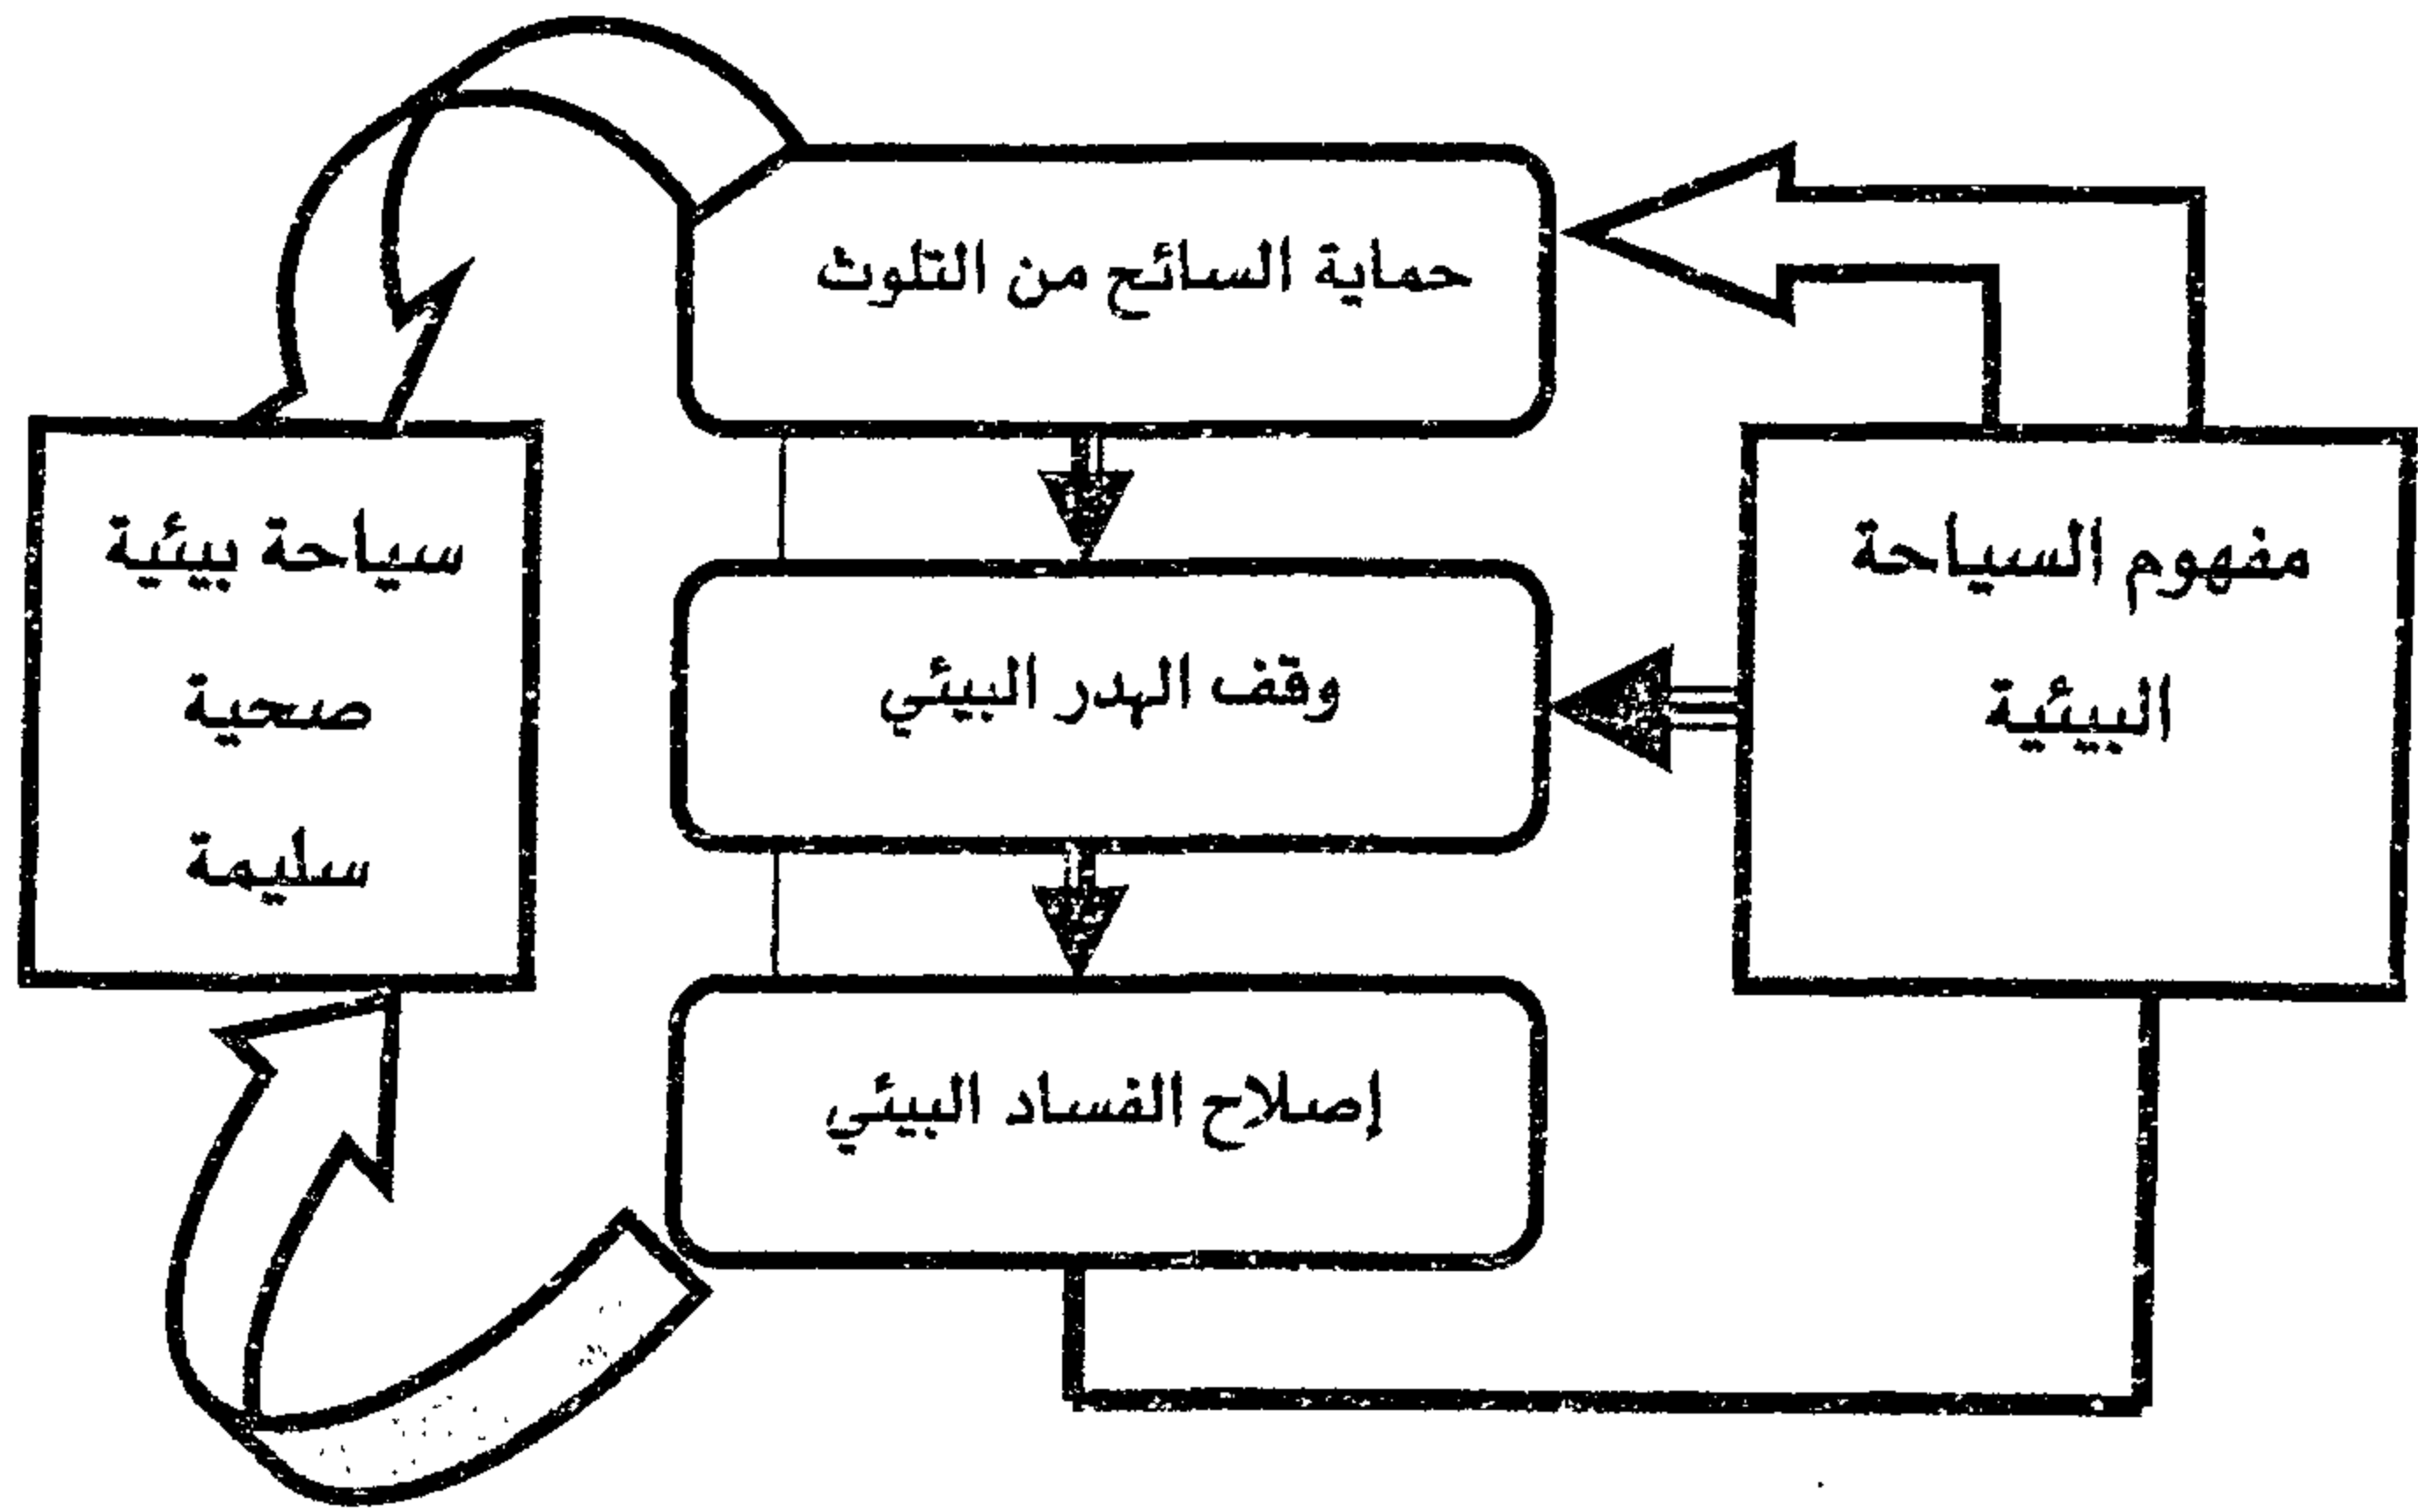 مفهوم السياحة
البيئية
حماية السائح من التلوث
وقف الهدر البيئي
إصلاح الفساد البيئي
سياحة بيئية
صحية
سليمة